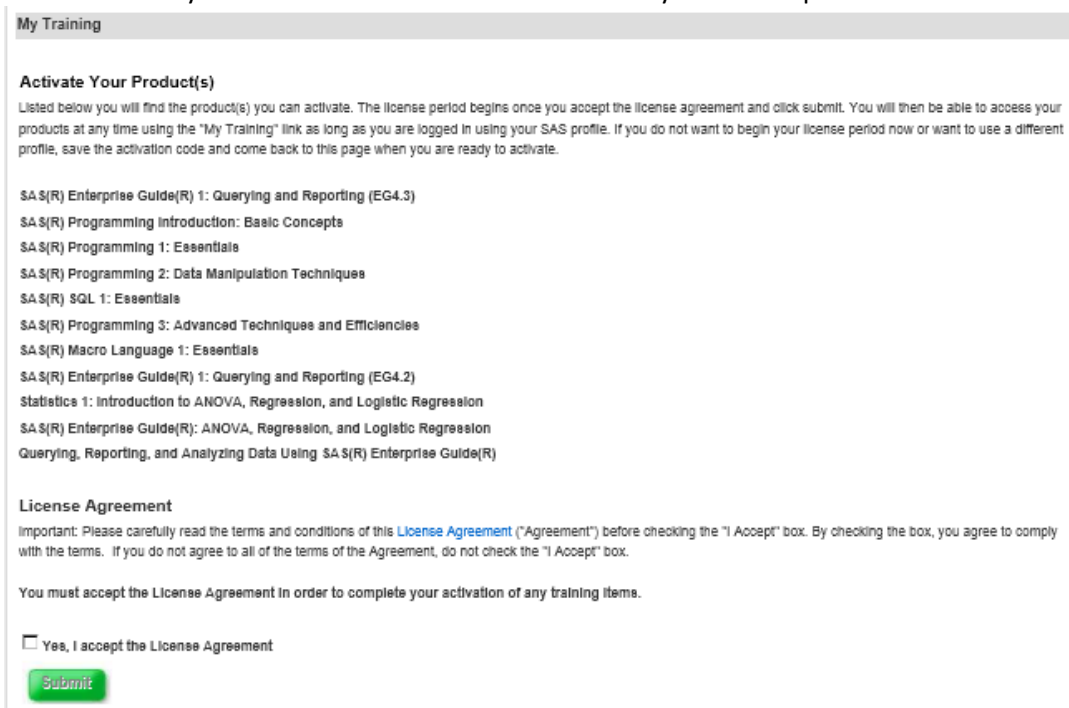 My Training
Activate Your Product(s)
Listed below you will find the product(s) you can activate. The license period begins once you accept the license agreement and click submit. You will then be able to access your
products at any time using the "My Training" link as long as you are logged in using your SAS profile. If you do not want to begin your license period now or want to use a different
profile, save the activation code and come back to this page when you are ready to activate.
SAS(R) Enterprise Guide(R) 1: Querying and Reporting (EG4.3)
SAS(R) Programming Introduction: Basic Concepts
SAS(R) Programming 1: Essentials
SAS(R) Programming 2: Data Manipulation Techniques
SAS(R) SQL 1: Essentials
SAS(R) Programming 3: Advanced Techniques and Efficiencies
SAS(R) Macro Language 1: Essentials
SAS(R) Enterprise Guide(R) 1: Querying and Reporting (EG4.2)
Statistics 1: Introduction to ANOVA, Regression, and Logistic Regression
SAS(R) Enterprise Guide(R): ANOVA, Regression, and Logistic Regression
Querying, Reporting, and Analyzing Data Using SAS(R) Enterprise Guide(R)
License Agreement
Important: Please carefully read the terms and conditions of this License Agreement ("Agreement") before checking the "I Accept" box. By checking the box, you agree to comply
with the terms. If you do not agree to all of the terms of the Agreement, do not check the "I Accept" box.
You must accept the License Agreement in order to complete your activation of any training items.
Yes, I accept the License Agreement
Submit